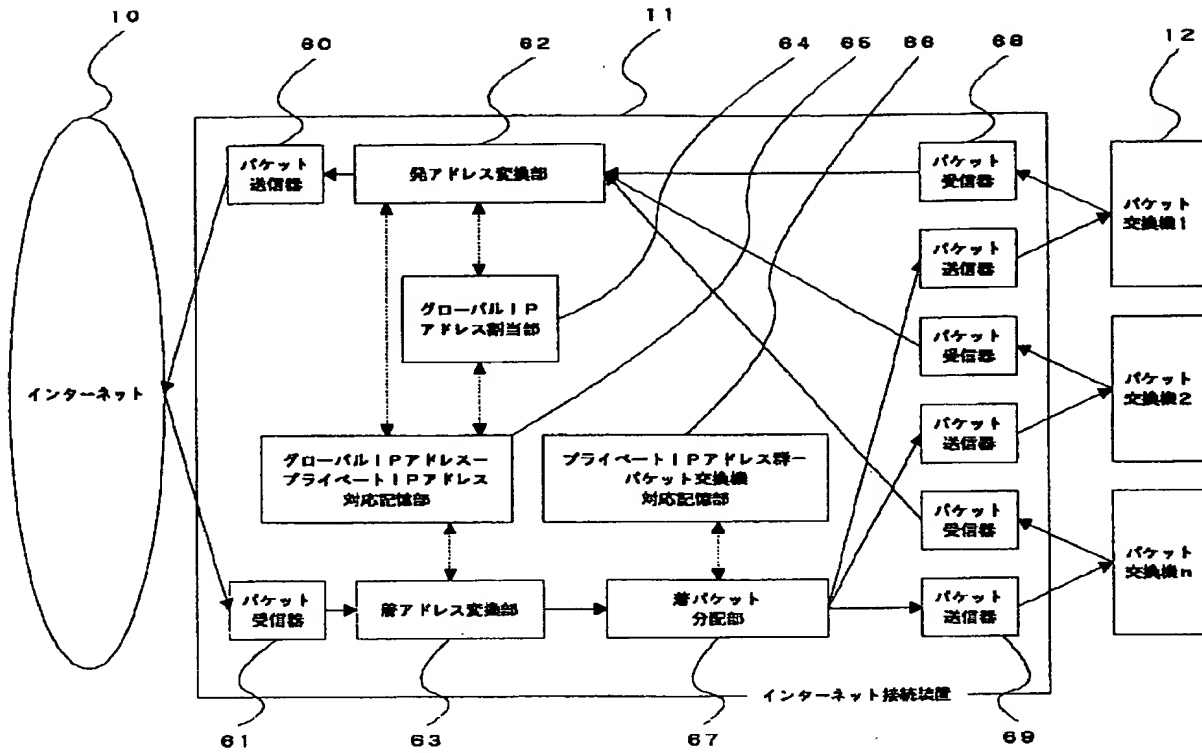 10
60
62
11
64
65
66
68
12
パケット
送信器
発アドレス変換部
パケット
受信器
パケット
交換機1
パケット
送信器
グローバルIP
アドレス割当部
パケット
受信器
インターネット
パケット
交換機2
パケット
送信器
グローバルIPアドレスー
プライベートIPアドレス
対応記憶部
プライベートIPアドレス群ー
パケット交換機
対応記憶部
パケット
受信器
パケット
交換機n
パケット
受信器
着アドレス変換部
着パケット
分配部
パケット
送信器
インターネット接続装置
61
63
67
69